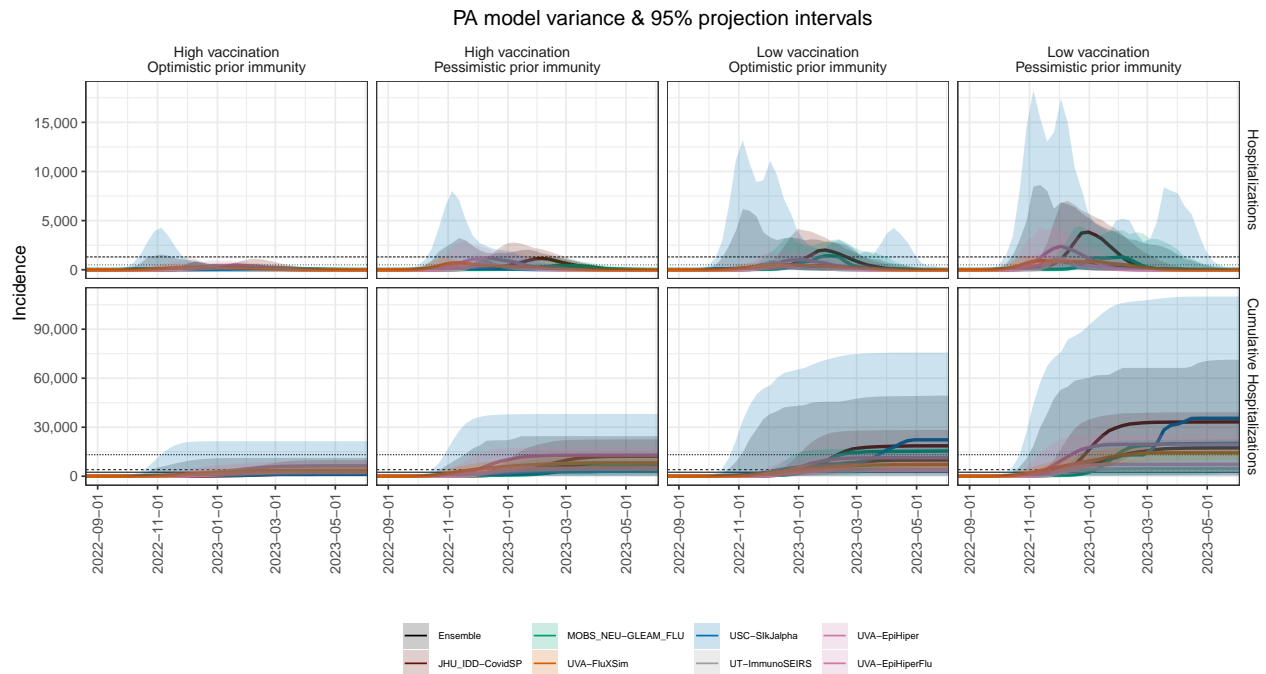 PA model variance & 95% projection intervals
High vaccination
Optimistic prior immunity
High vaccination
Pessimistic prior immunity
Low vaccination
Optimistic prior immunity
Low vaccination
Pessimistic prior immunity
Incidence
15,000
10,000
5,000
0
Hospitalizations
90,000
60,000
30,000
0
Cumulative Hospitalizations
2022−09−01
2022−11−01
2023−01−01
2023−03−01
2023−05−01
2022−09−01
2022−11−01
2023−01−01
2023−03−01
2023−05−01
2022−09−01
2022−11−01
2023−01−01
2023−03−01
2023−05−01
2022−09−01
2022−11−01
2023−01−01
2023−03−01
2023−05−01
Ensemble
MOBS_NEU−GLEAM_FLU
USC−SIkJalpha
UVA−EpiHiper
JHU_IDD−CovidSP
UVA−FluXSim
UT−ImmunoSEIRS
UVA−EpiHiperFlu